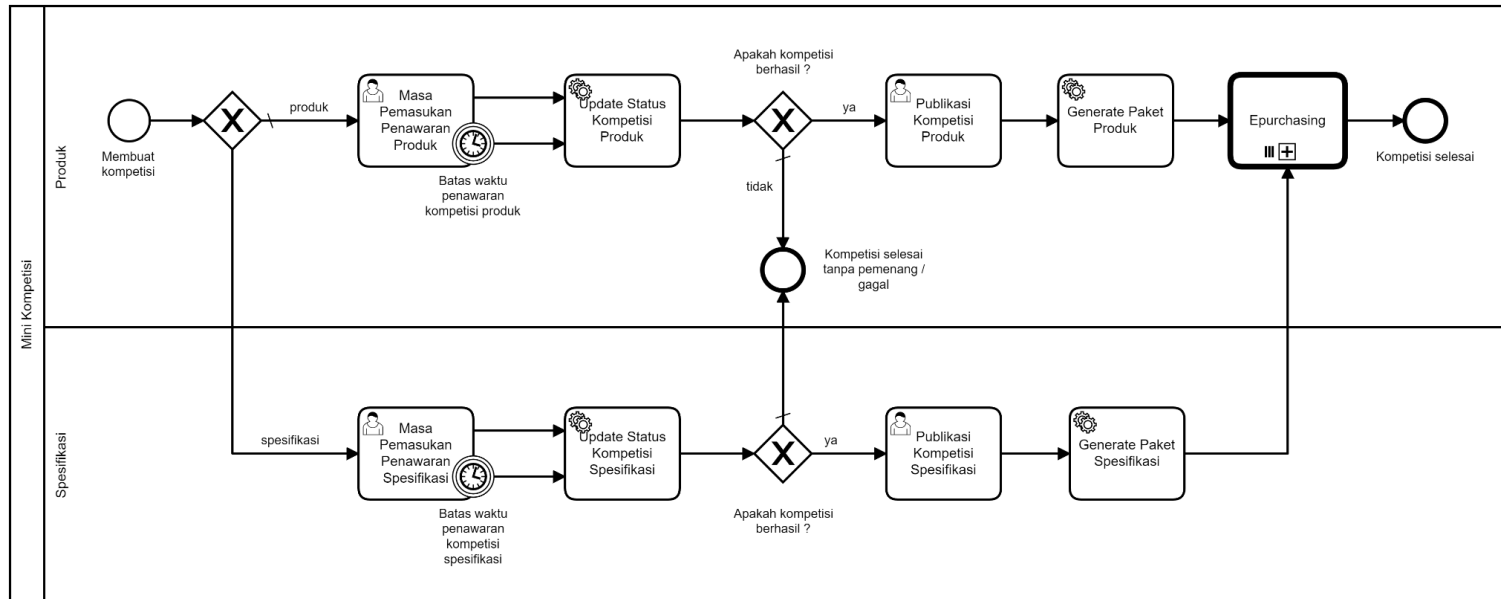 Mini Kompetisi
Produk
Membuat
kompetisi
produk
Masa
Pemasukan
Penawaran
Produk
Batas waktu
penawaran
kompetisi produk
Update Status
Kompetisi
Produk
Apakah kompetisi
berhasil ?
ya
tidak
Publikasi
Kompetisi
Produk
Generate Paket
Produk
Epurchasing
Kompetisi selesai
Kompetisi selesai
tanpa pemenang /
gagal
Spesifikasi
spesifikasi
Masa
Pemasukan
Penawaran
Spesifikasi
Batas waktu
penawaran
kompetisi
spesifikasi
Update Status
Kompetisi
Spesifikasi
Apakah kompetisi
berhasil ?
ya
Publikasi
Kompetisi
Spesifikasi
Generate Paket
Spesifikasi